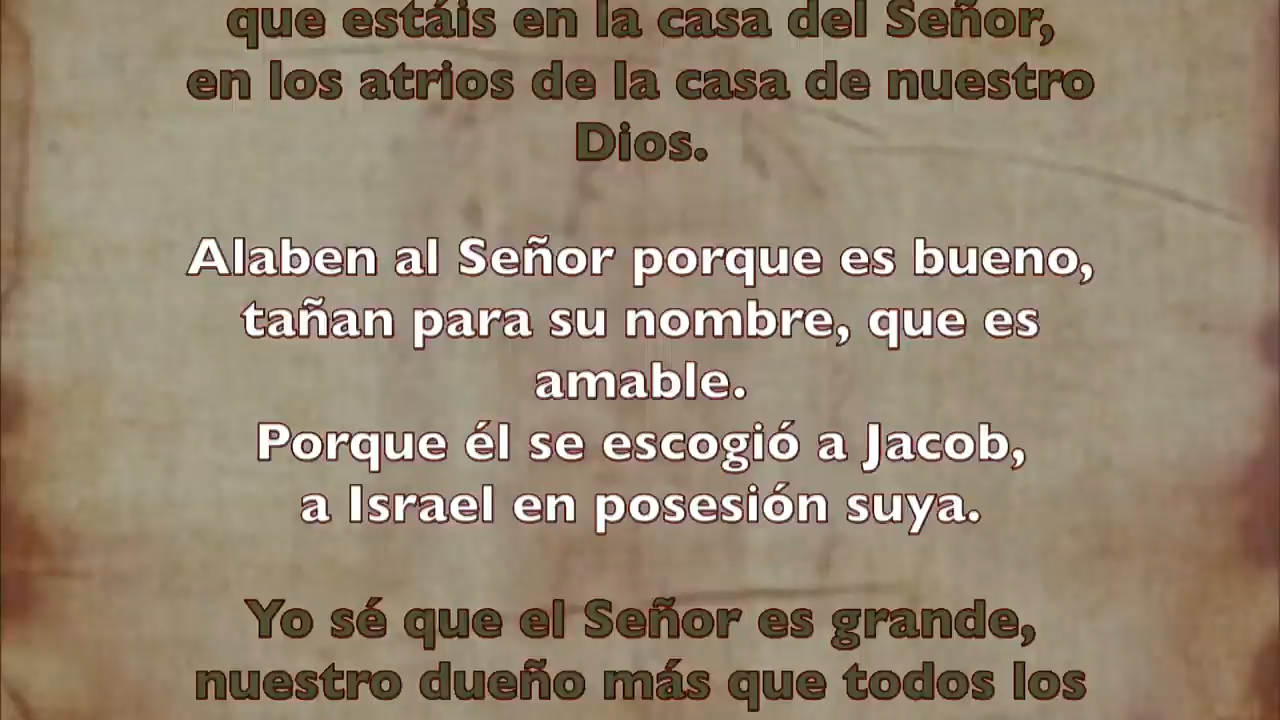 que estáis en la casa del Señor,
en los atrios de la casa de nuestro
Dios.
Alaben al Señor porque es bueno,
tañan para su nombre, que es
amable.
Porque él se escogió a Jacob,
a Israel en posesión suya.
Yo sé que el Señor es grande,
nuestro dueño más que todos los